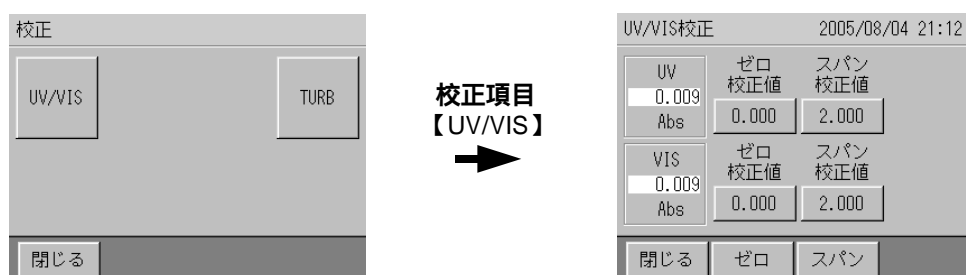 校正
UV/VIS
TURB
閉じる
校正項目
【UV/VIS】
UV/VIS校正 2005/08/04 21:12
UV
0.009
Abs
ゼロ
校正値
0.000
スパン
校正値
2.000
VIS
0.009
Abs
ゼロ
校正値
0.000
スパン
校正値
2.000
閉じる ゼロ スパン